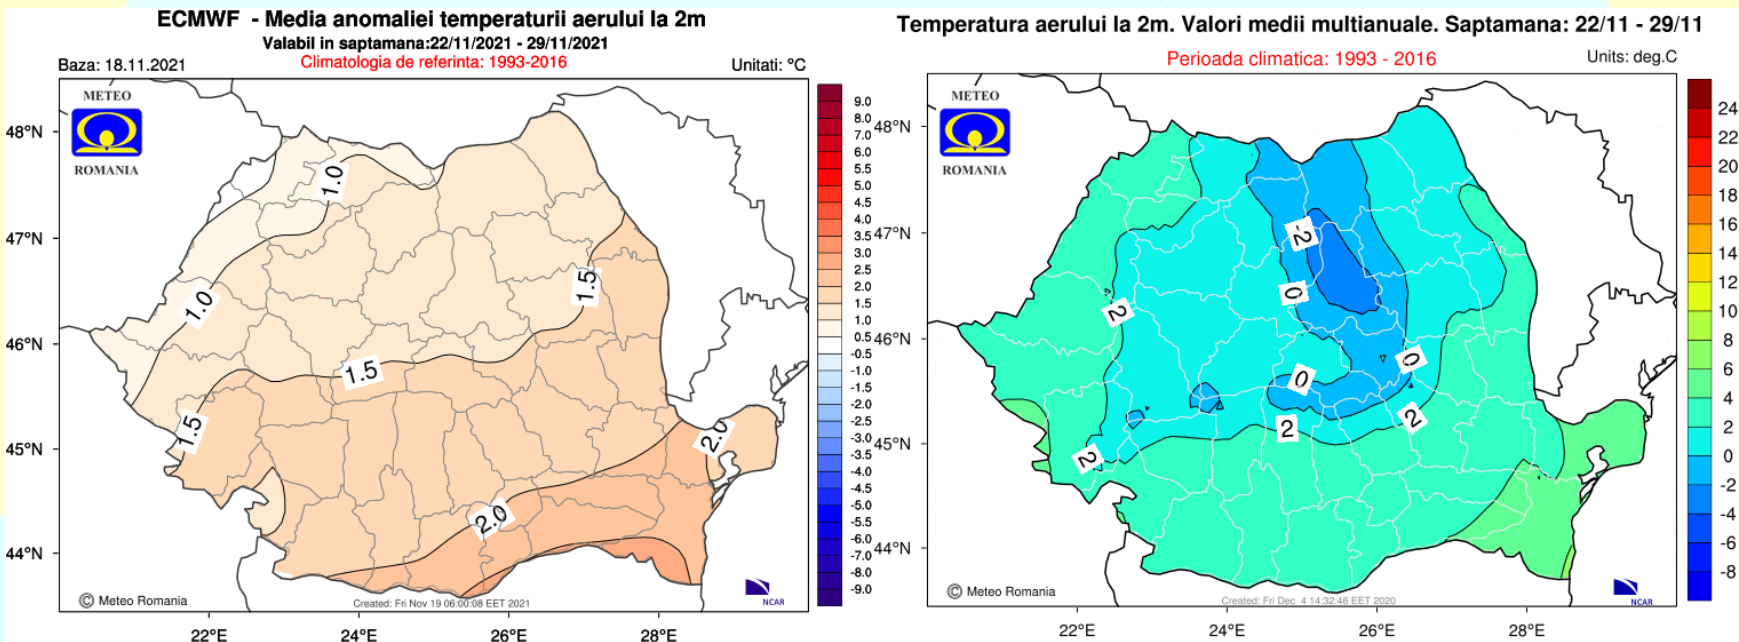 ECMWF - Media anomaliei temperaturii aerului la 2m
Valabil in saptamana:22/11/2021 - 29/11/2021
Baza: 18.11.2021
Climatologia de referinta: 1993-2016
Unitati: °C
METEO
ROMANIA
48°N
47°N
46°N
45°N
44°N
1.0
1.0
1.5
1.5
1.5
2.0
2.0
© Meteo Romania
Created: Fri Nov 19 06:00:08 EET 2021
NCAR
22°E
24°E
26°E
28°E
9.0
8.0
7.0
6.0
5.5
5.0
4.5
4.0
3.5
3.0
2.5
2.0
1.5
1.0
0.5
-0.5
-1.0
-1.5
-2.0
-2.5
-3.0
-3.5
-4.0
-4.5
-5.0
-5.5
-6.0
-7.0
-8.0
-9.0
Temperatura aerului la 2m. Valori medii multianuale. Saptamana: 22/11 - 29/11
Perioada climatica: 1993 - 2016
Units: deg.C
METEO
ROMANIA
48°N
47°N
46°N
45°N
44°N
-2
0
2
0
0
2
2
2
© Meteo Romania
Created: Fri Dec 4 14:32:46 EET 2020
NCAR
22°E
24°E
26°E
28°E
24
22
20
18
16
14
12
10
8
6
4
2
0
-2
-4
-6
-8